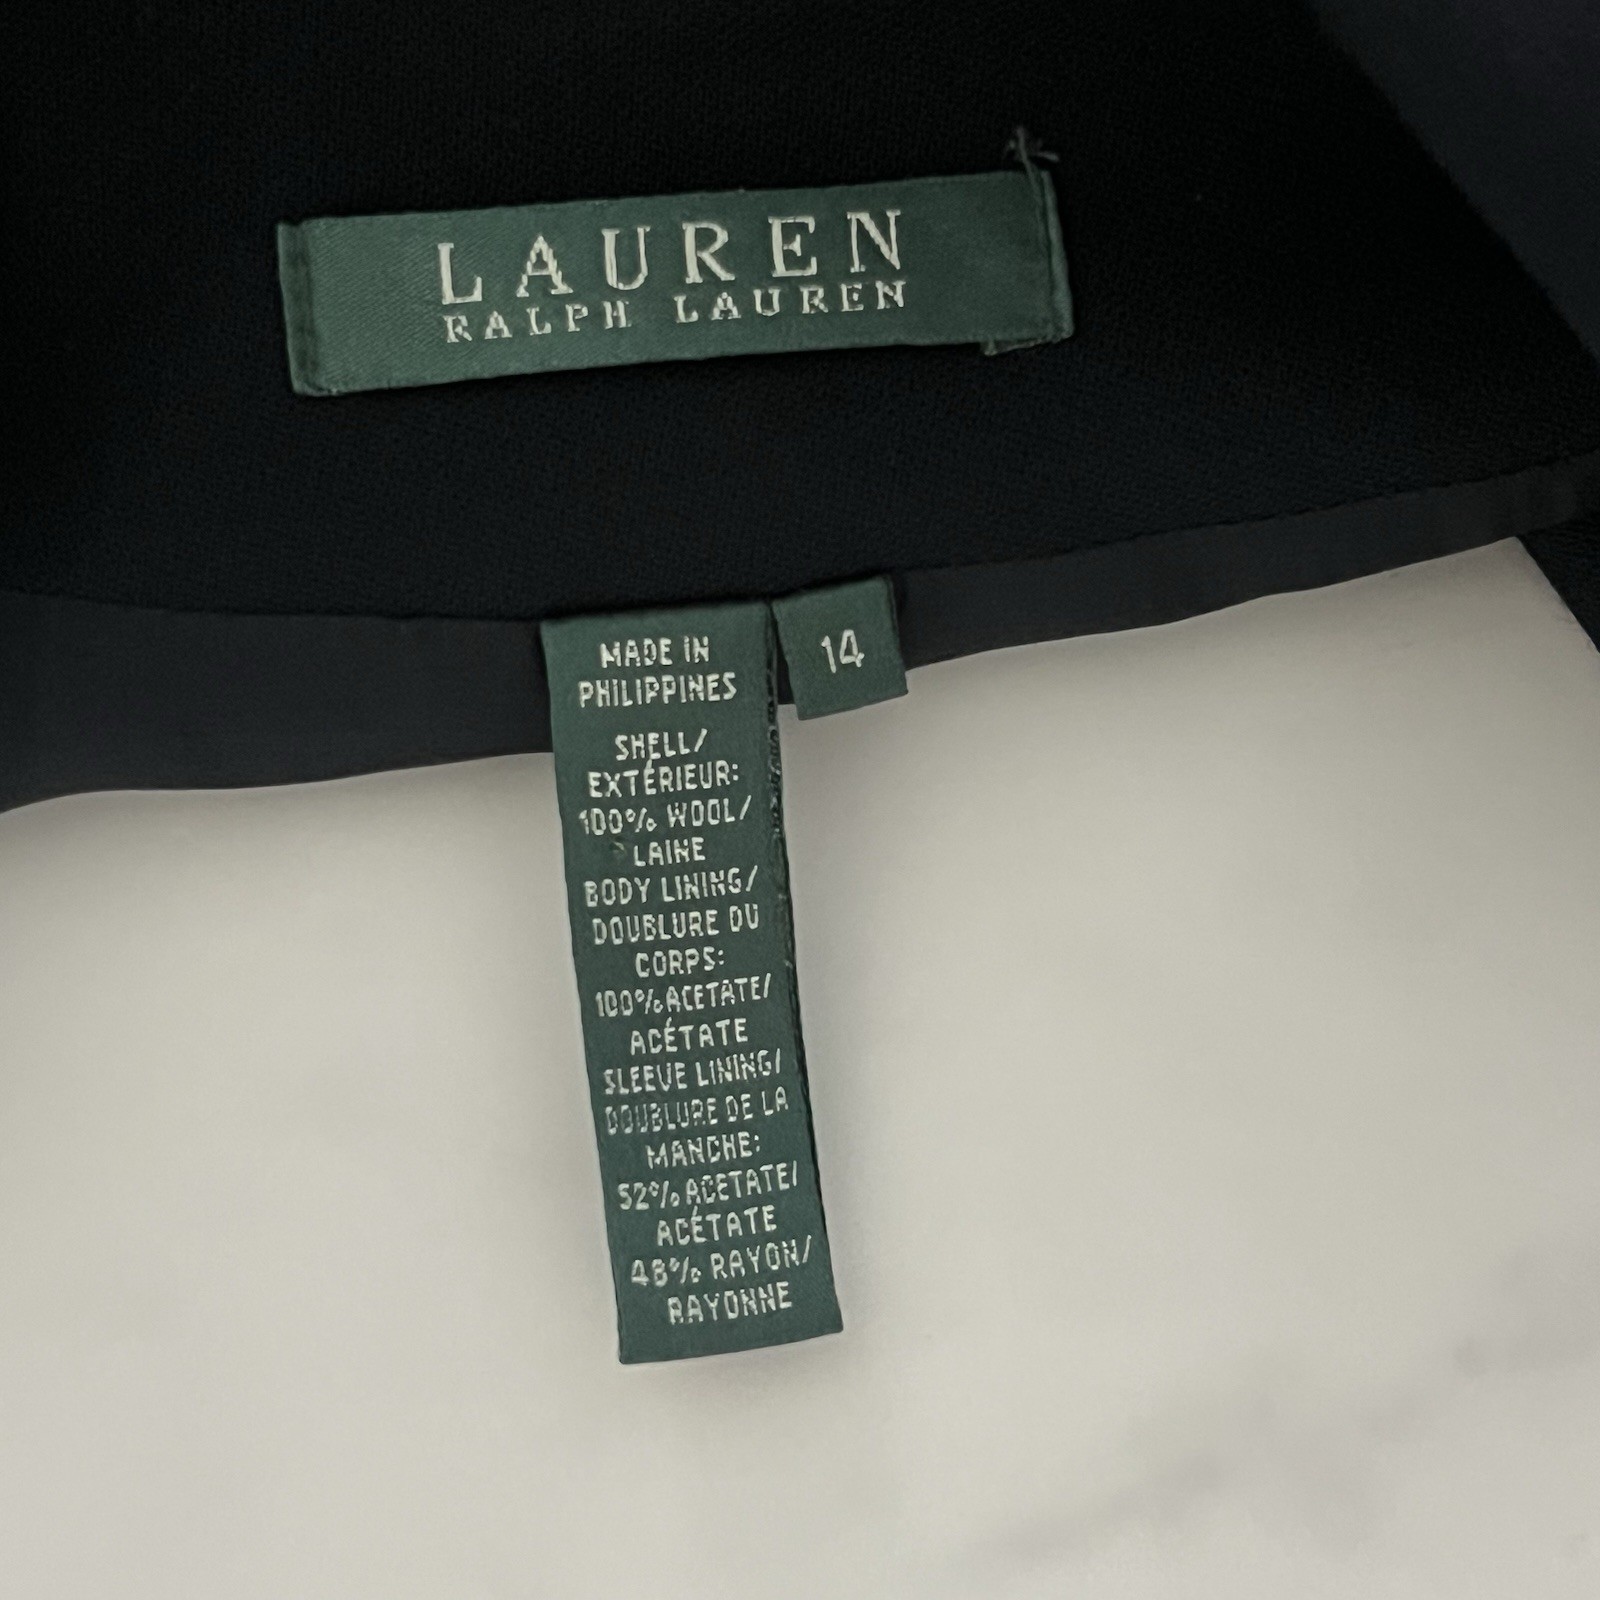 LAUREN
RALPH LAUREN
14
MADE IN
PHILIPPINES
SHELL/
EXTÉRIEUR:
100% WOOL/
LAINE
BODY LINING/
DOUBLURE DU
CORPS:
100% ACETATE/
ACÉTATE
SLEEVE LINING/
DOUBLURE DE LA
MANCHE:
52% ACETATE/
ACÉTATE
48% RAYON/
RAYONNE